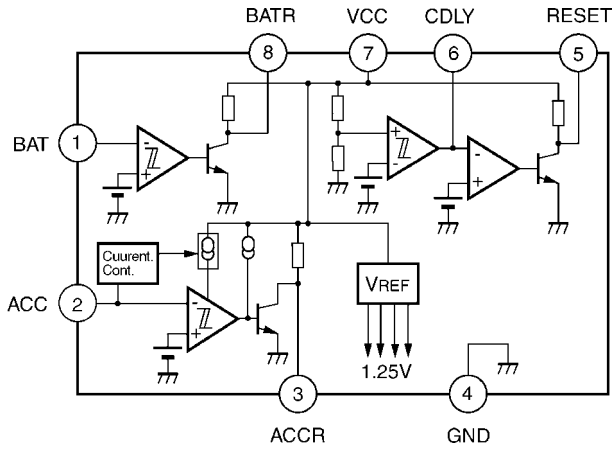 BATR VCC CDLY RESET
8 7 6 5
BAT 1
- + + - - +
Cuurent.
Cont.
ACC 2
- +
VREF
1.25V
3 4
ACCR GND